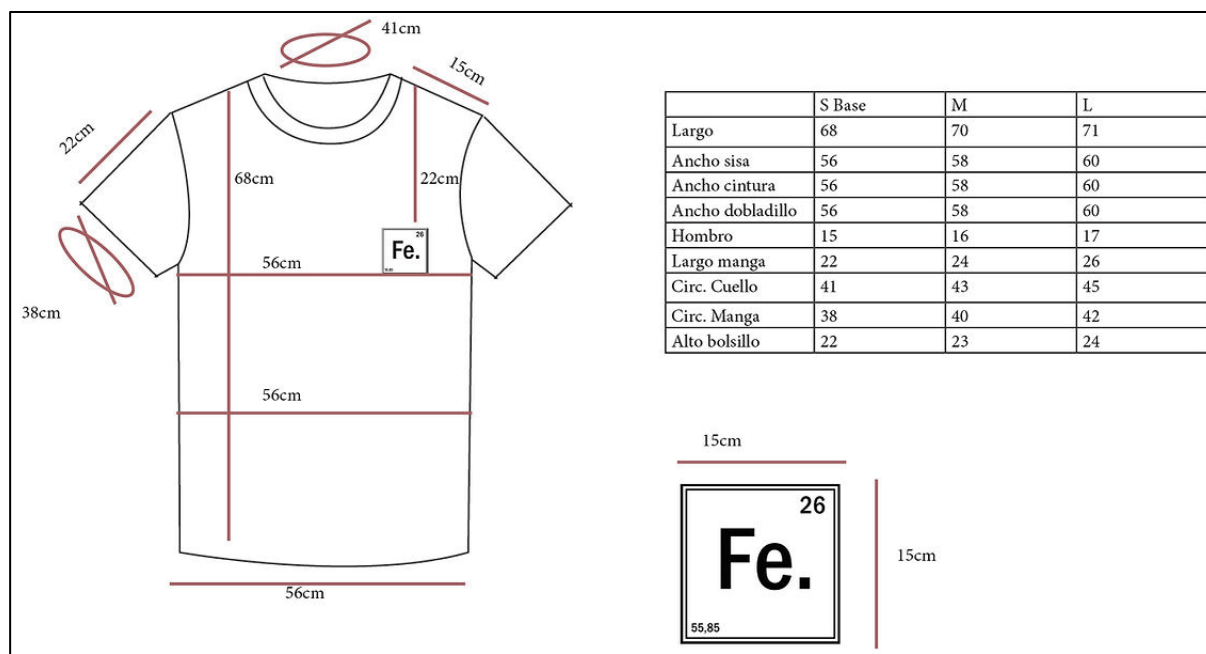 41cm
15cm
22cm
68cm
22cm
26
Fe.
56cm
38cm
56cm
56cm
S Base M L
Largo 68 70 71
Ancho sisa 56 58 60
Ancho cintura 56 58 60
Ancho dobladillo 56 58 60
Hombro 15 16 17
Largo manga 22 24 26
Circ. Cuello 41 43 45
Circ. Manga 38 40 42
Alto bolsillo 22 23 24
15cm
26
Fe.
55,85
15cm